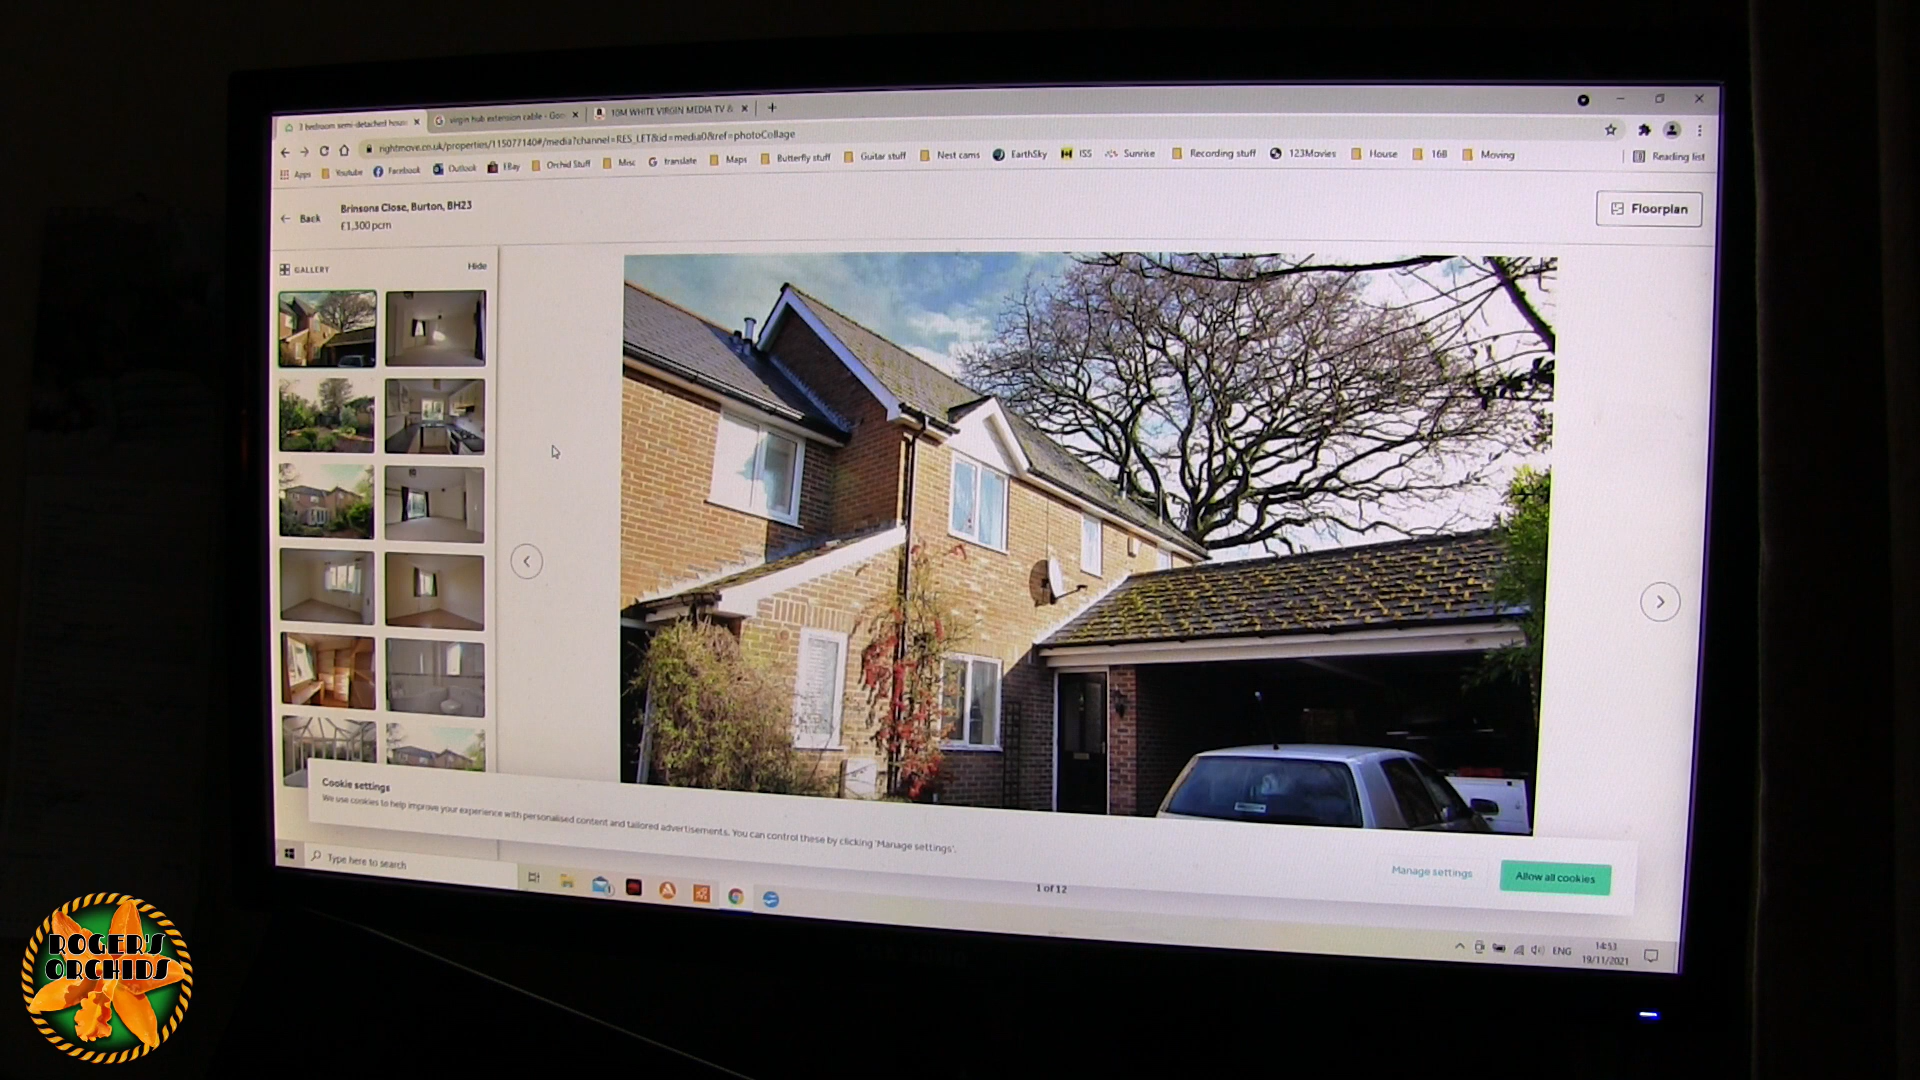 3 bedroom semi-detached house
virgin hub extension cable - Goo
10M WHITE VIRGIN MEDIA TV &
rightmove.co.uk/properties/115077140#/media?channel=RES_LET&id=media0&ref=photoCollage
Apps Youtube Facebook Outlook EBay Orchid Stuff Misc translate Maps Butterfly stuff Guitar stuff Nest cams EarthSky ISS Sunrise Recording stuff 123Movies House 16B Moving Reading list
Back
Brinsons Close, Burton, BH23
£1,300 pcm
Floorplan
GALLERY
Hide
Cookie settings
We use cookies to help improve your experience with personalised content and tailored advertisements. You can control these by clicking 'Manage settings'.
Manage settings
Allow all cookies
1 of 12
Type here to search
ENG
14:53
19/11/2021
ROGER'S
ORCHIDS